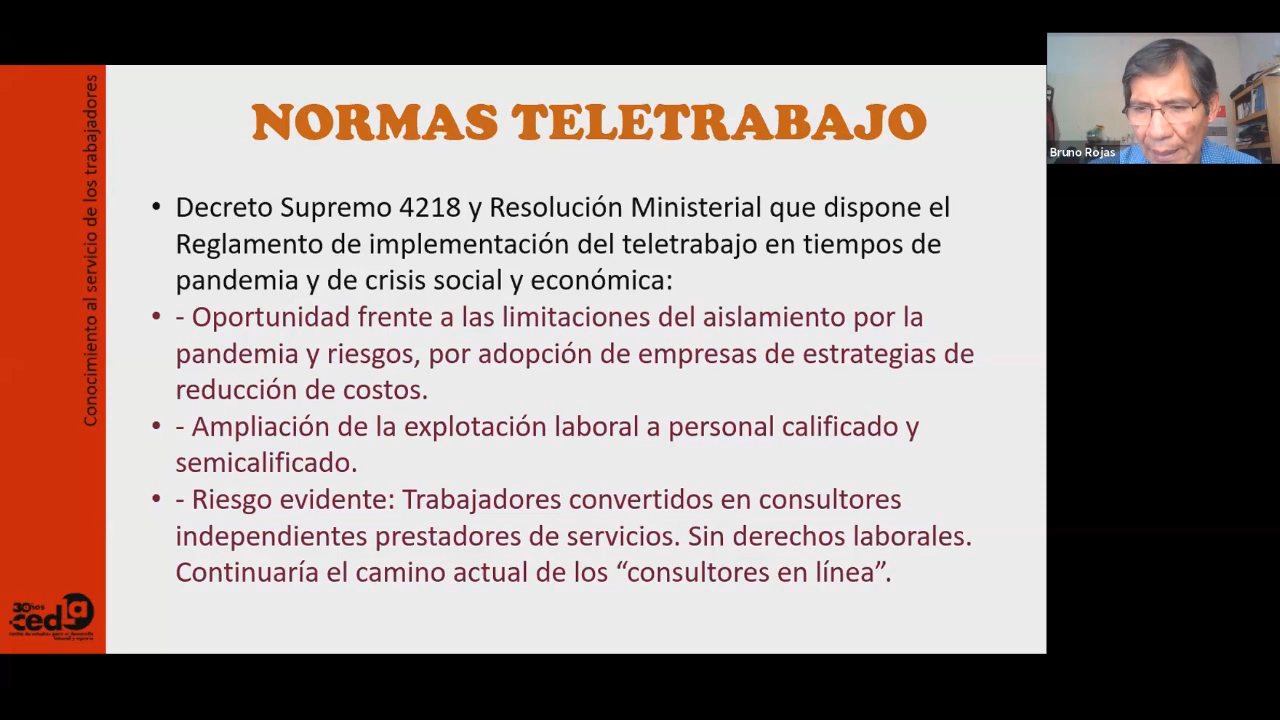 NORMAS TELETRABAJO
• Decreto Supremo 4218 y Resolución Ministerial que dispone el
Reglamento de implementación del teletrabajo en tiempos de
pandemia y de crisis social y económica:
• - Oportunidad frente a las limitaciones del aislamiento por la
pandemia y riesgos, por adopción de empresas de estrategias de
reducción de costos.
• - Ampliación de la explotación laboral a personal calificado y
semicalificado.
• - Riesgo evidente: Trabajadores convertidos en consultores
independientes prestadores de servicios. Sin derechos laborales.
Continuaría el camino actual de los “consultores en línea”.
Conocimiento al servicio de los trabajadores
30años
cedla
Bruno Rojas